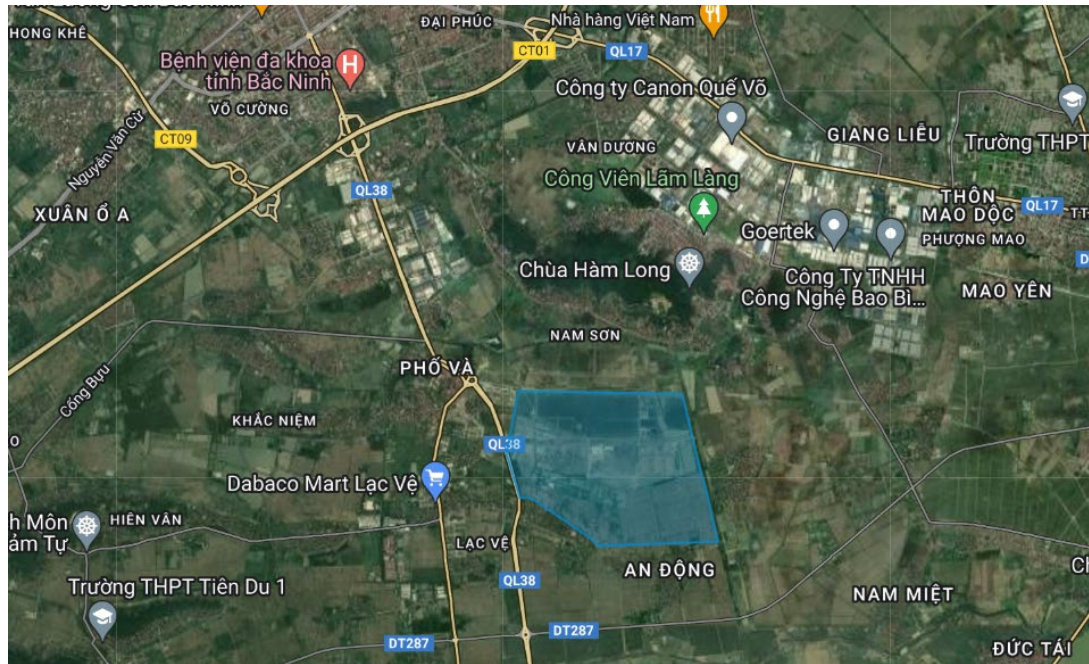 ĐẠI PHÚC
Nhà hàng Việt Nam
HONG KHÊ
CT01
QL17
Bệnh viện đa khoa
tỉnh Bắc Ninh
H
VÕ CƯỜNG
Công ty Canon Quế Võ
CT09
Nguyễn Văn Cừ
VÂN DƯƠNG
GIANG LIỄU
Trường THPT
QL38
Công Viên Lãm Làng
XUÂN Ổ A
THÔN
MAO DỘC
QL17
TT
Goertek
PHƯỢNG MAO
Chùa Hàm Long
Công Ty TNHH
Công Nghệ Bao Bì...
MAO YÊN
NAM SƠN
PHỐ VÀ
Cống Bựu
KHẮC NIỆM
QL38
Dabaco Mart Lạc Vệ
h Môn
ảm Tự
HIÊN VÂN
LẠC VỆ
AN ĐỘNG
Trường THPT Tiên Du 1
QL38
NAM MIỆT
DT287
DT287
ĐỨC TÁI